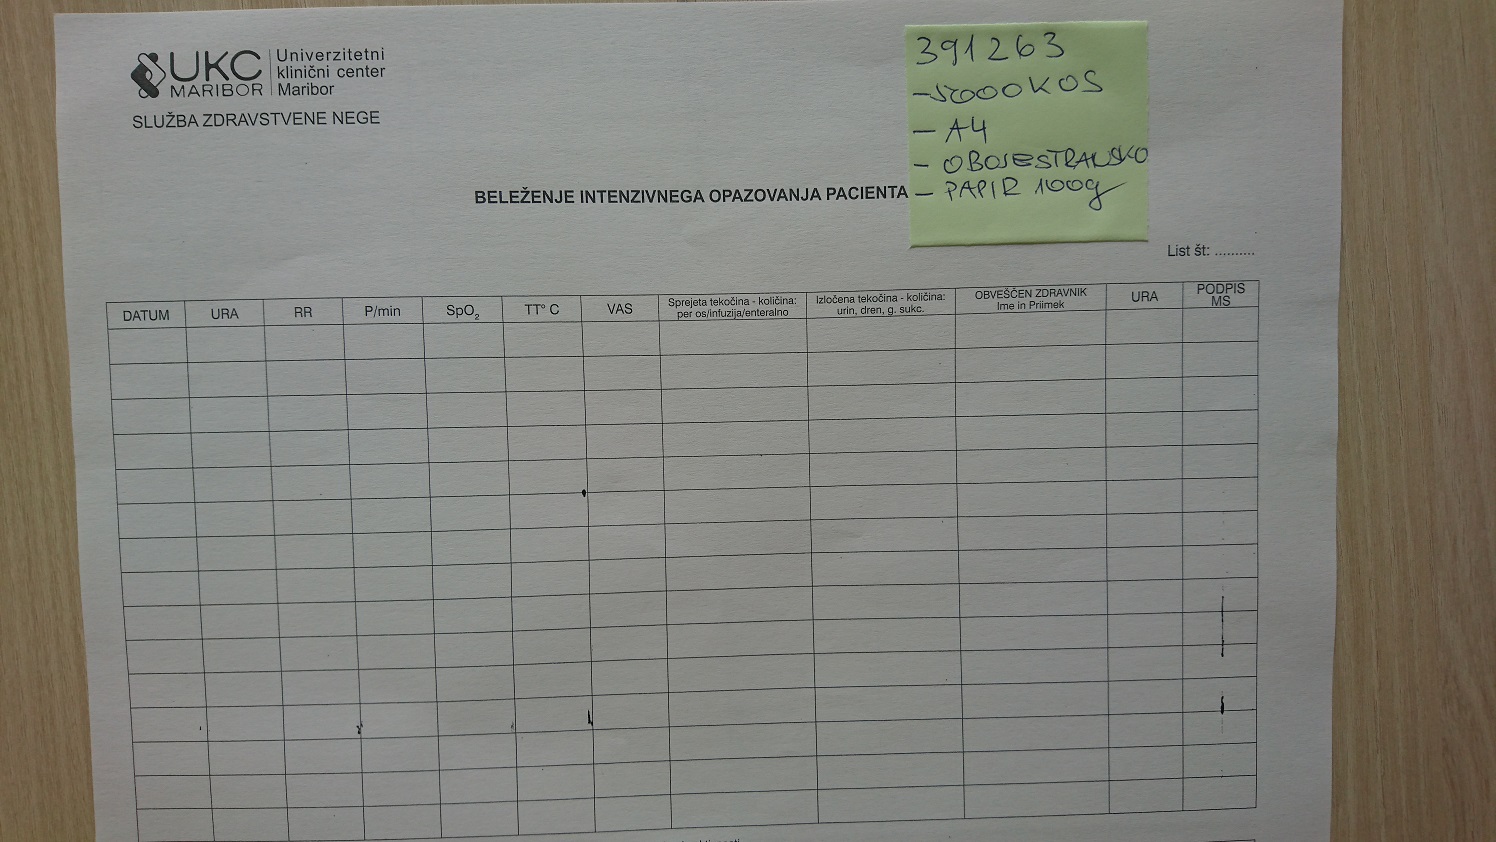 UKC
MARIBOR
Univerzitetni
klinični center
Maribor
SLUŽBA ZDRAVSTVENE NEGE
391263
- 5000 KOS
- A4
- OBOJESTRANSKO
- PAPIR 100g
BELEŽENJE INTENZIVNEGA OPAZOVANJA PACIENTA
List št: ..........
DATUM
URA
RR
P/min
SpO₂
TT° C
VAS
Sprejeta tekočina - količina:
per os/infuzija/enteralno
Izločena tekočina - količina:
urin, dren, g. sukc.
OBVEŠČEN ZDRAVNIK
Ime in Priimek
URA
PODPIS
MS